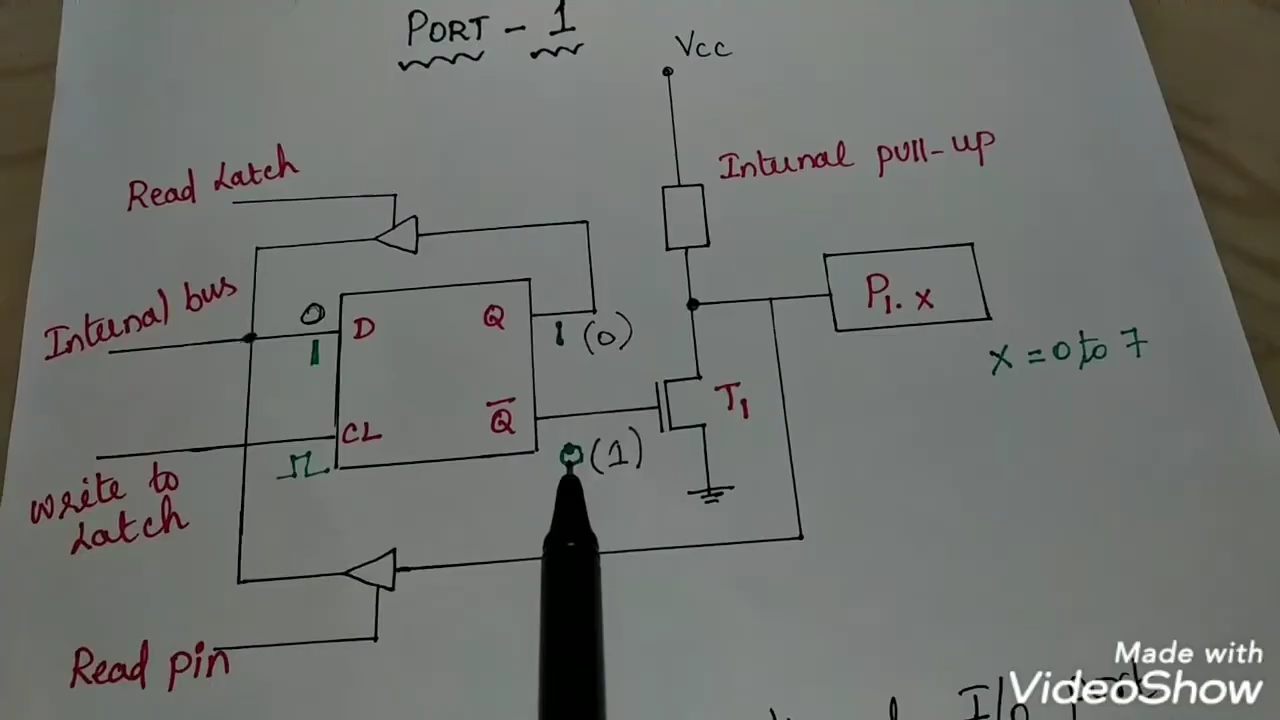 PORT - 1
Vcc
Internal pull-up
Read Latch
Internal bus
0
1
D
Q
1 (0)
P1.x
x = 0 to 7
T1
CL
Q̅
0 (1)
Write to
Latch
Read pin
I/O
Made with
VideoShow